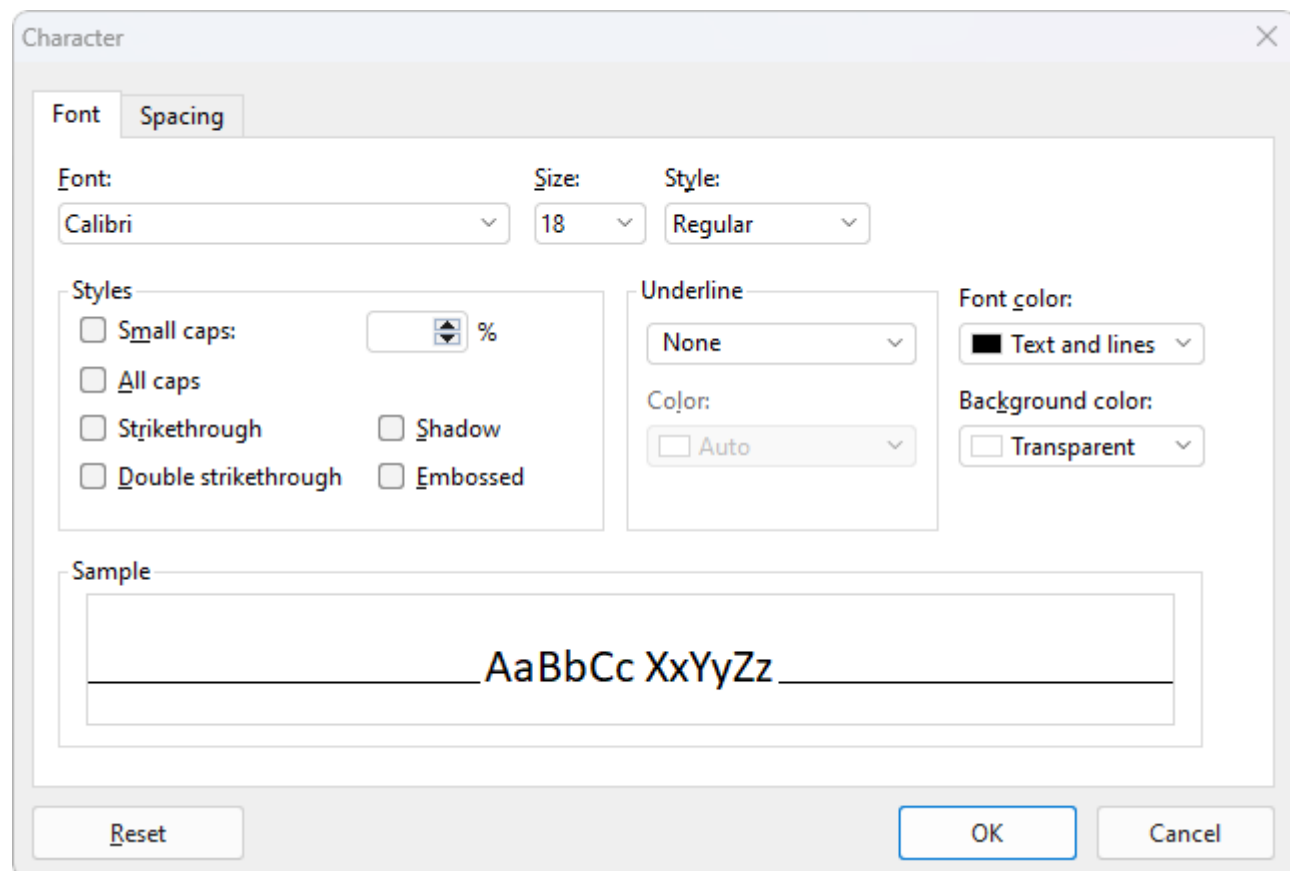 Character
Font Spacing
Font: Size: Style:
Calibri 18 Regular
Styles Underline Font color:
Small caps: % None Text and lines
All caps Color: Background color:
Strikethrough Shadow Auto Transparent
Double strikethrough Embossed
Sample
AaBbCc XxYyZz
Reset OK Cancel